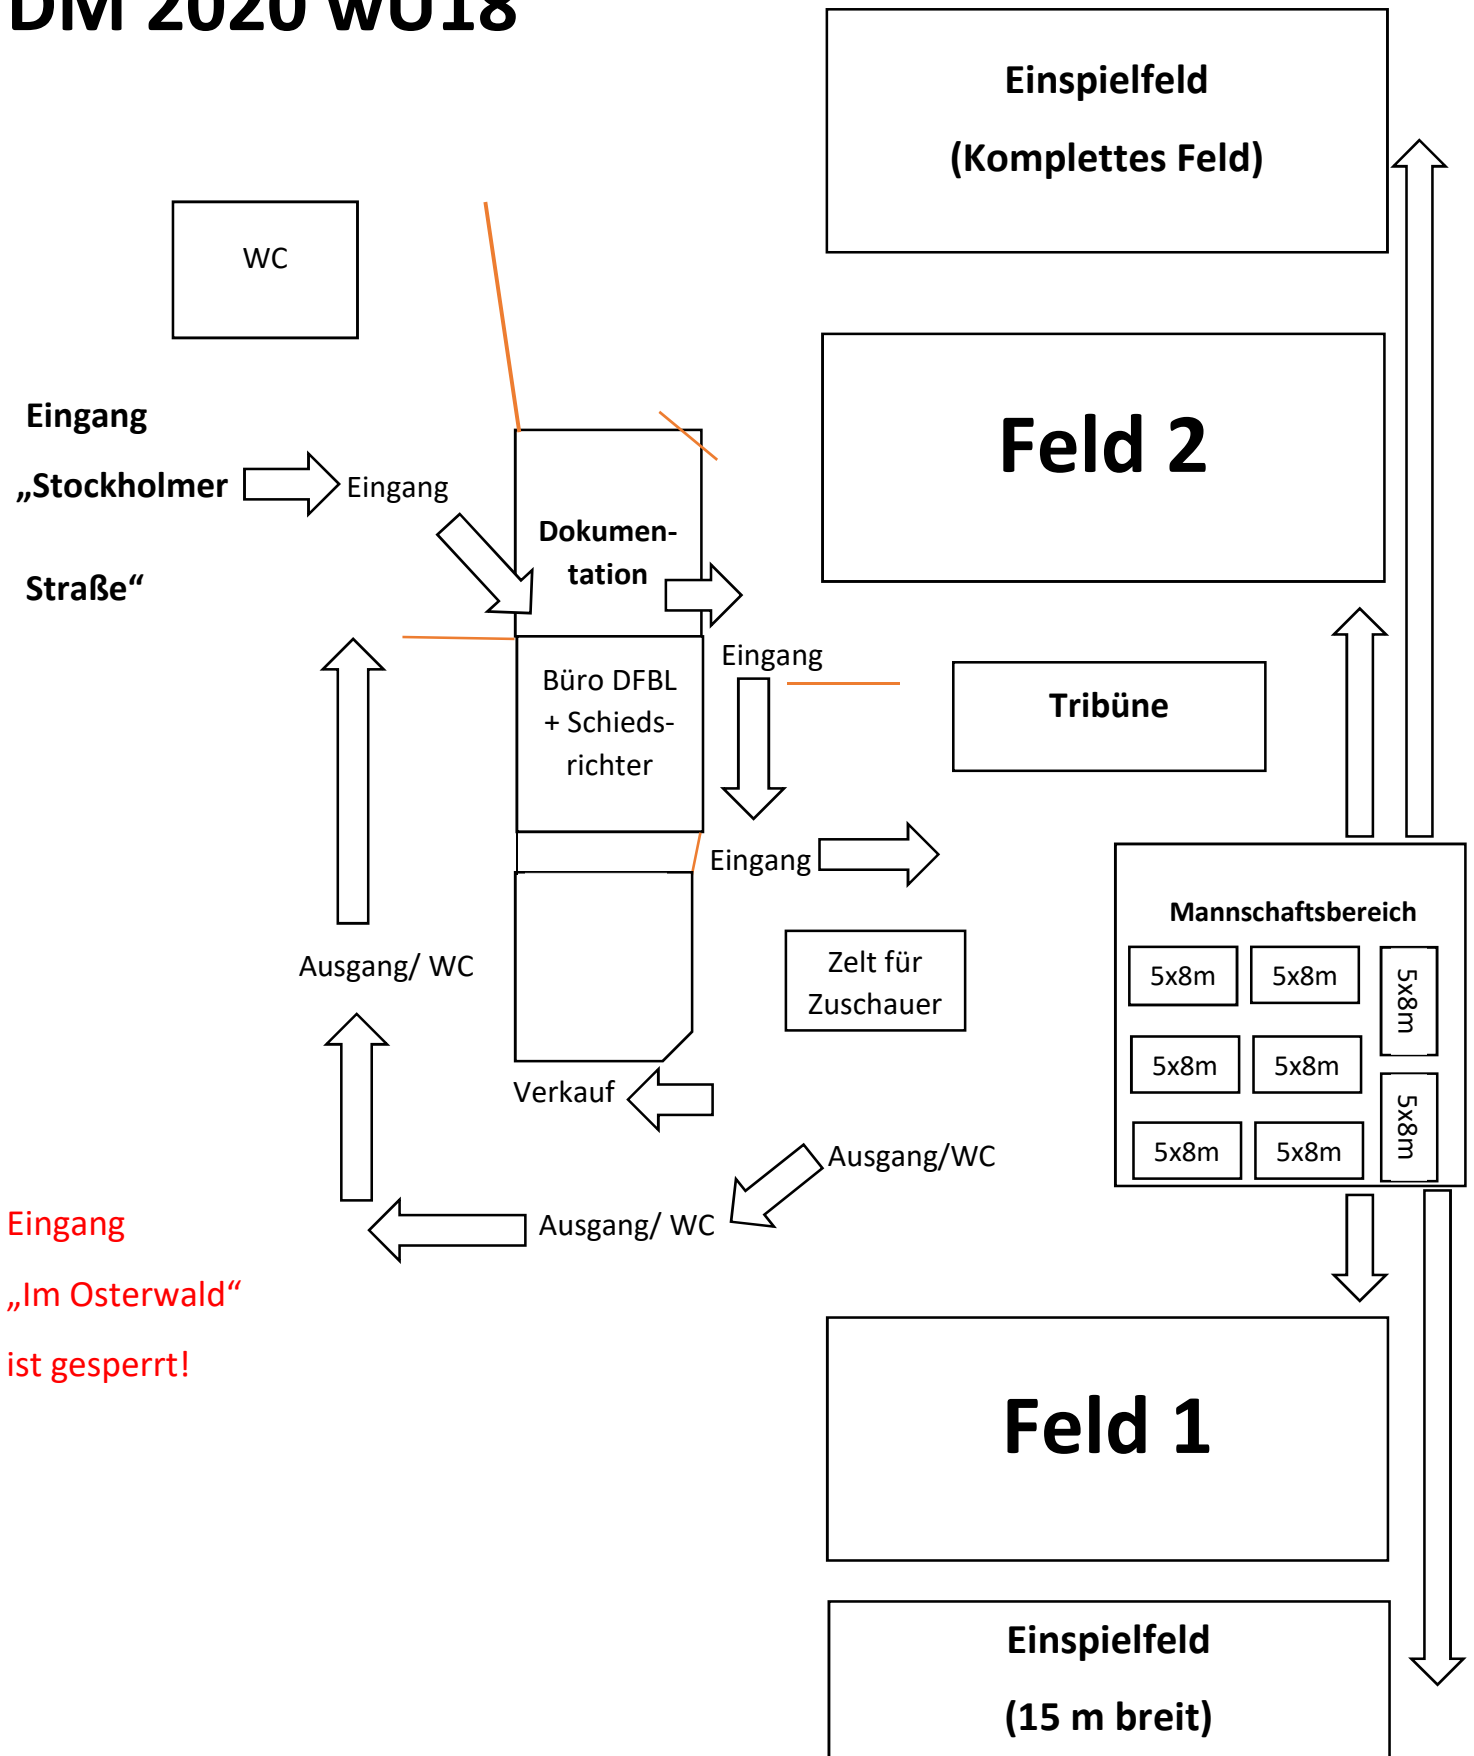 DM 2020 wU18
Einspielfeld
(Komplettes Feld)
WC
Eingang
„Stockholmer
Straße“
Eingang
Feld 2
Dokumen-
tation
Eingang
Büro DFBL
+ Schieds-
richter
Tribüne
Eingang
Mannschaftsbereich
5x8m
5x8m
5x8m
5x8m
5x8m
5x8m
5x8m
5x8m
Zelt für
Zuschauer
Ausgang/ WC
Verkauf
Ausgang/WC
Ausgang/ WC
Eingang
„Im Osterwald“
ist gesperrt!
Feld 1
Einspielfeld
(15 m breit)